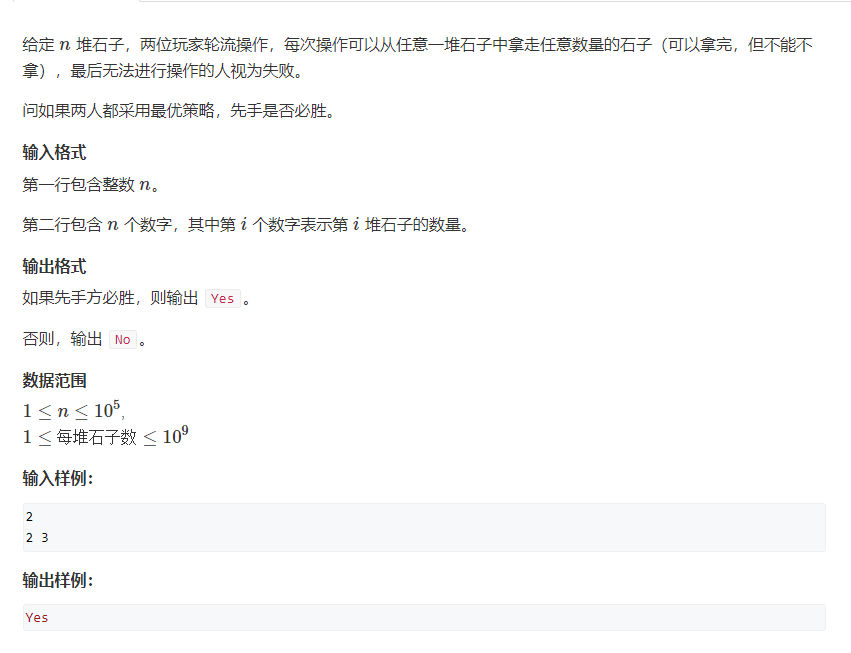 给定 n 堆石子，两位玩家轮流操作，每次操作可以从任意一堆石子中拿走任意数量的石子（可以拿完，但不能不
拿），最后无法进行操作的人视为失败。
问如果两人都采用最优策略，先手是否必胜。
输入格式
第一行包含整数 n。
第二行包含 n 个数字，其中第 i 个数字表示第 i 堆石子的数量。
输出格式
如果先手方必胜，则输出 Yes 。
否则，输出 No 。
数据范围
1 ≤ n ≤ 10^5,
1 ≤ 每堆石子数 ≤ 10^9
输入样例：
2
2 3
输出样例：
Yes